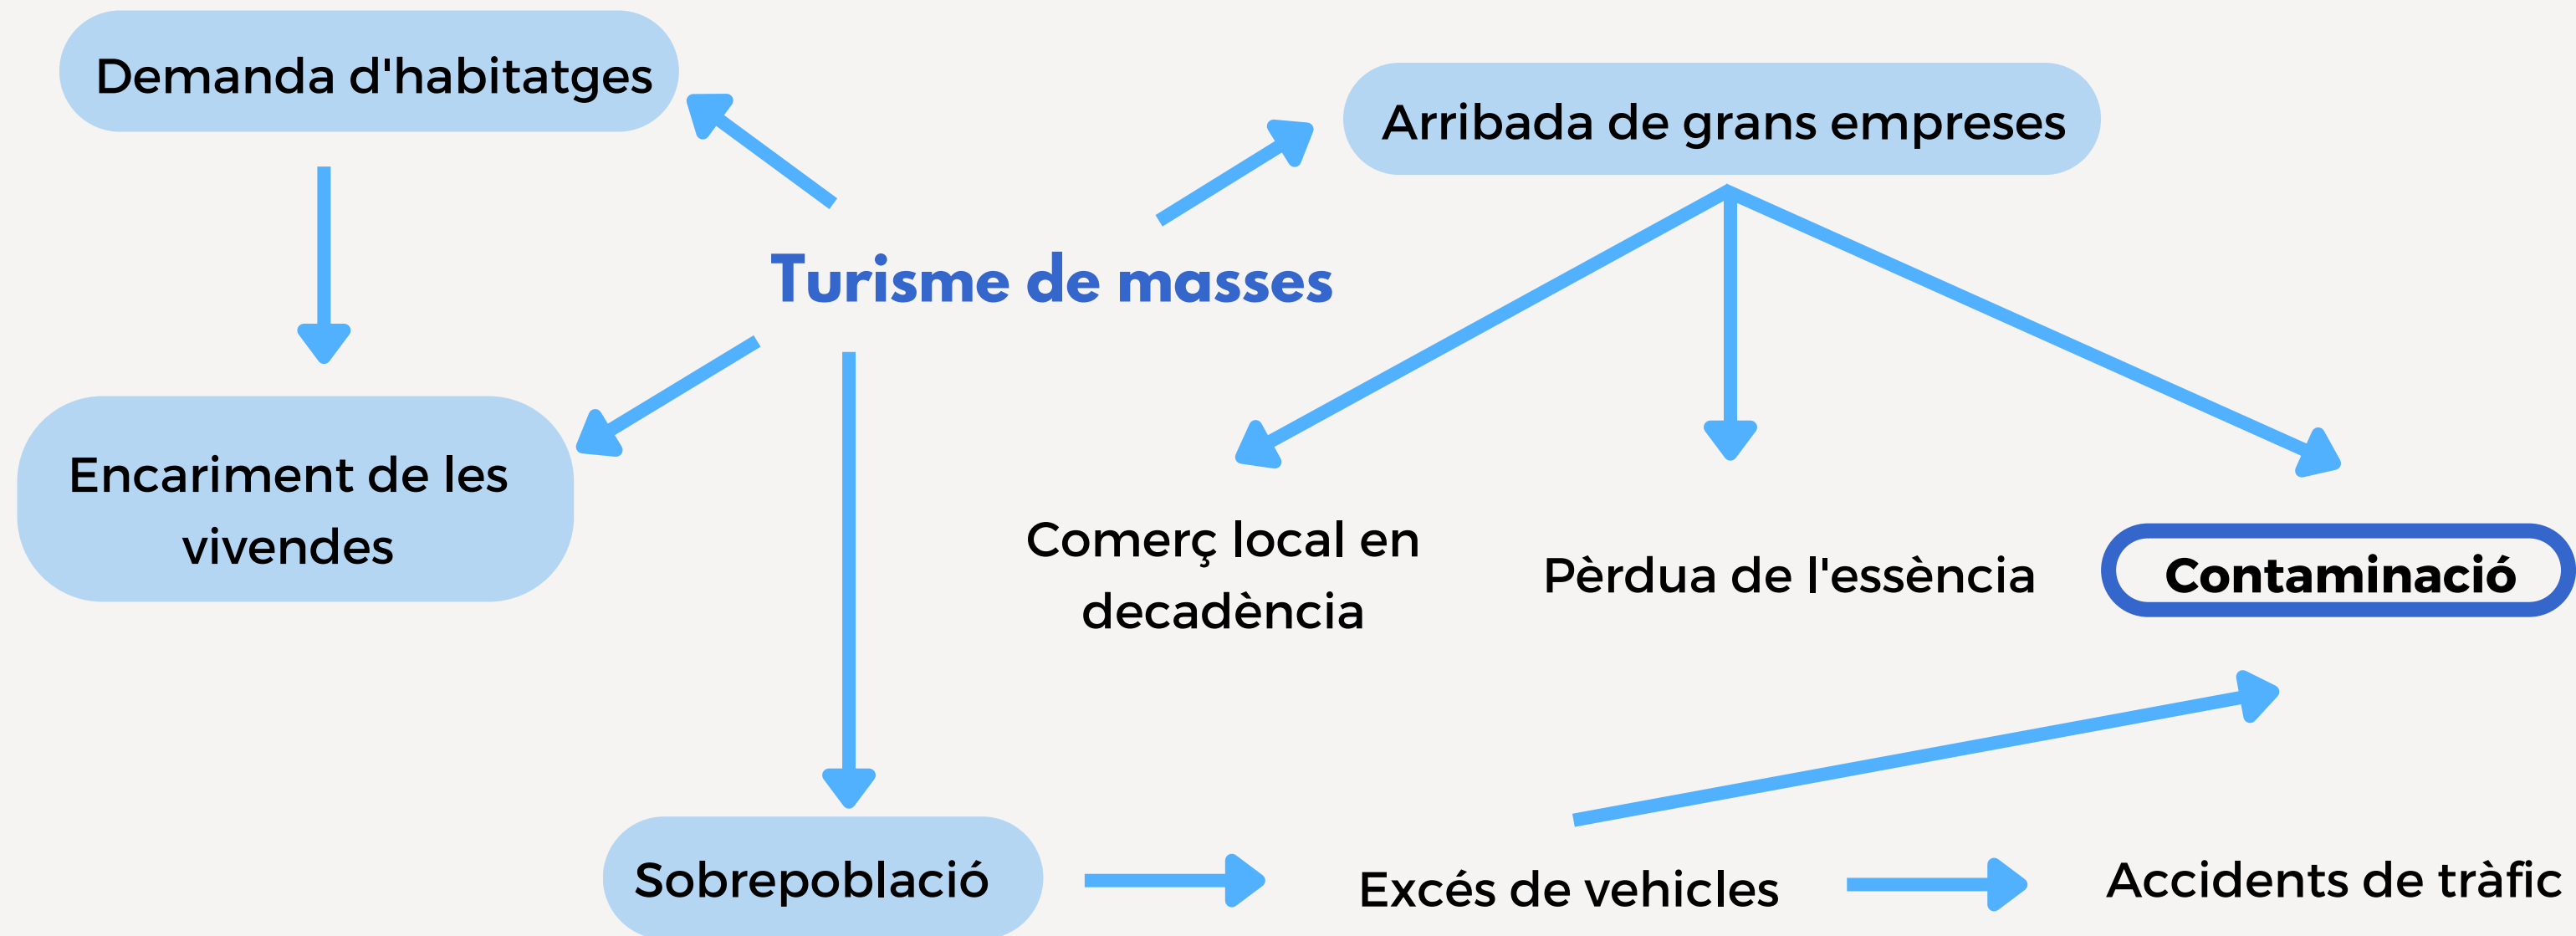 Demanda d'habitatges
Arribada de grans empreses
Turisme de masses
Encariment de les
vivendes
Comerç local en
decadència
Pèrdua de l'essència
Contaminació
Sobrepoblació
Excés de vehicles
Accidents de tràfic